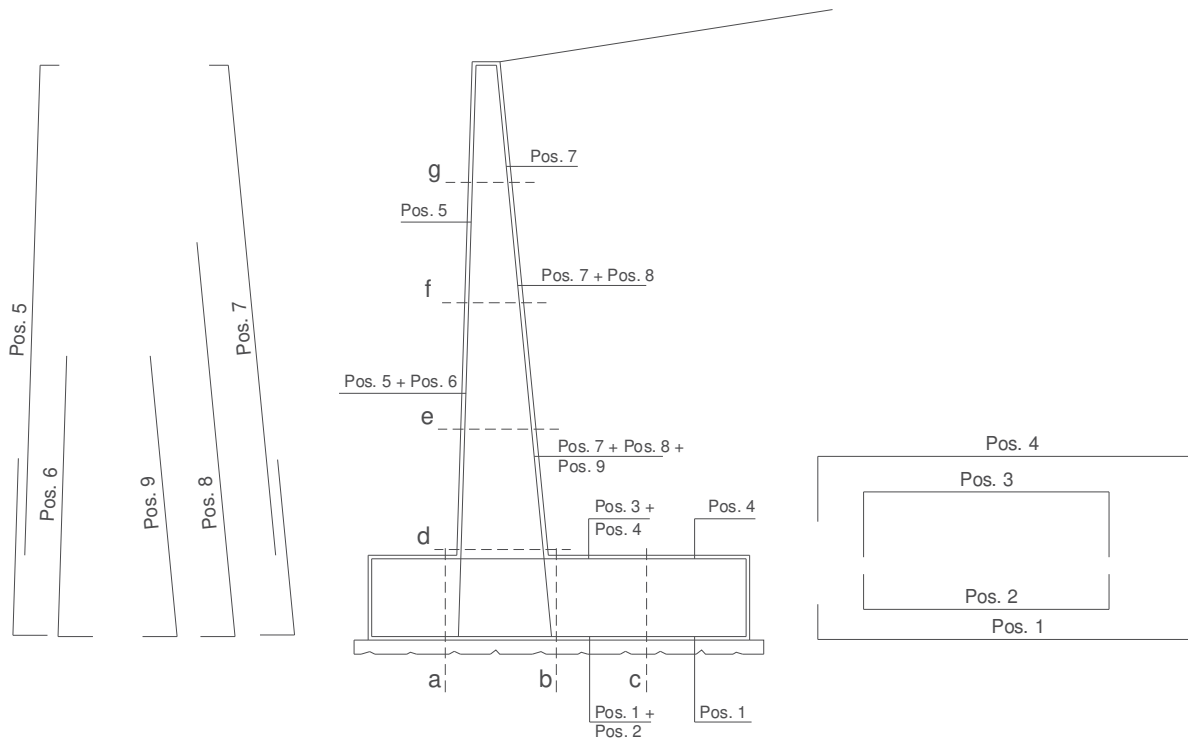 Pos. 7
g
Pos. 5
Pos. 7 + Pos. 8
f
Pos. 5
Pos. 7
Pos. 5 + Pos. 6
e
Pos. 7 + Pos. 8 +
Pos. 9
Pos. 4
Pos. 3
Pos. 6
Pos. 9
Pos. 8
Pos. 3 +
Pos. 4
Pos. 4
d
Pos. 2
Pos. 1
a
b
c
Pos. 1 +
Pos. 2
Pos. 1